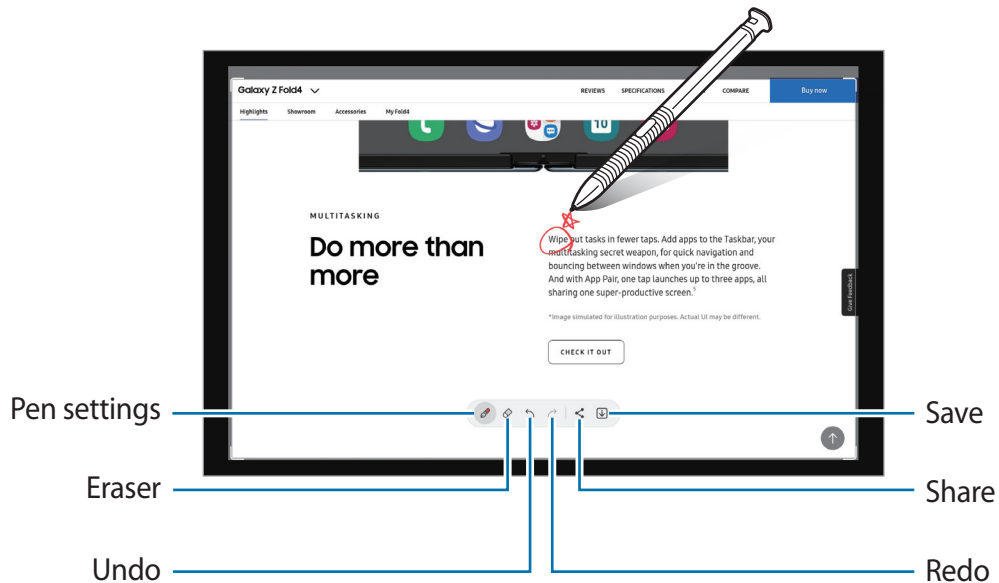 Galaxy Z Fold4
REVIEWS SPECIFICATIONS COMPARE Buy now
Highlights Showroom Accessories My Fold4
10
MULTITASKING
Do more than
more
Wipe out tasks in fewer taps. Add apps to the Taskbar, your
multitasking secret weapon, for quick navigation and
bouncing between windows when you're in the groove.
And with App Pair, one tap launches up to three apps, all
sharing one super-productive screen.5
*Image simulated for illustration purposes. Actual UI may be different.
CHECK IT OUT
Give Feedback
Pen settings
Save
Eraser
Share
Undo
Redo